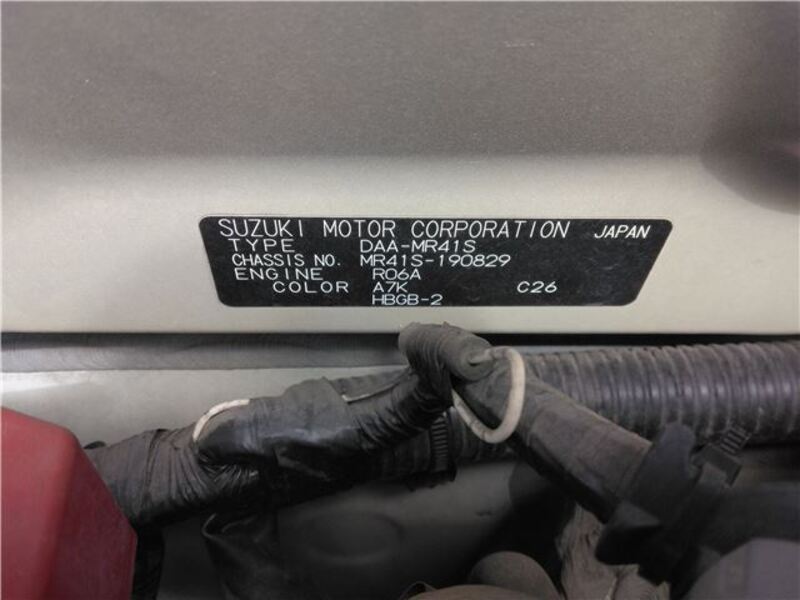 SUZUKI MOTOR CORPORATION JAPAN
TYPE DAA-MR41S
CHASSIS NO. MR41S-190829
ENGINE R06A
COLOR A7K C26
HBGB-2